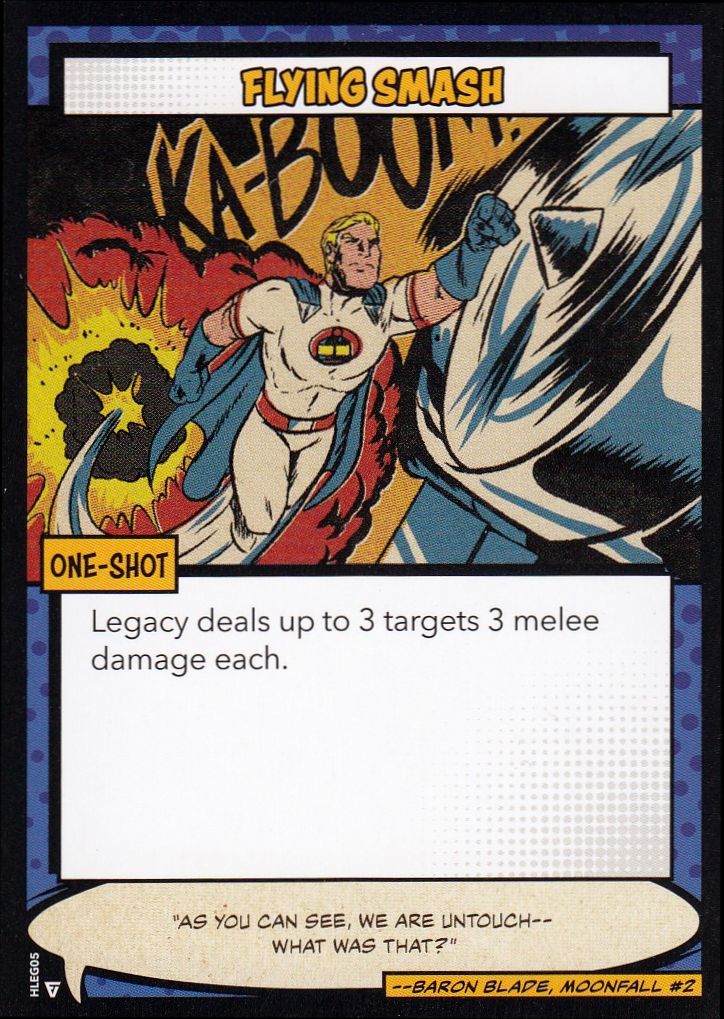 FLYING SMASH
KA-BOOM!
ONE-SHOT
Legacy deals up to 3 targets 3 melee
damage each.
"AS YOU CAN SEE, WE ARE UNTOUCH--
WHAT WAS THAT?"
--BARON BLADE, MOONFALL #2
HLEG05